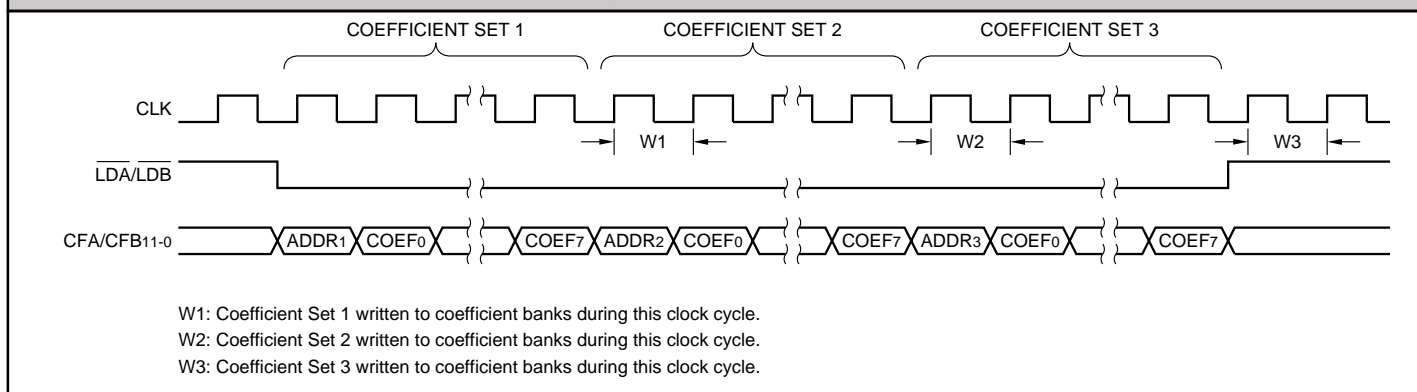 COEFFICIENT SET 1 COEFFICIENT SET 2 COEFFICIENT SET 3
CLK
W1 W2 W3
LDA/LDB
CFA/CFB11-0 ADDR1 COEF0 COEF7 ADDR2 COEF0 COEF7 ADDR3 COEF0 COEF7
W1: Coefficient Set 1 written to coefficient banks during this clock cycle.
W2: Coefficient Set 2 written to coefficient banks during this clock cycle.
W3: Coefficient Set 3 written to coefficient banks during this clock cycle.